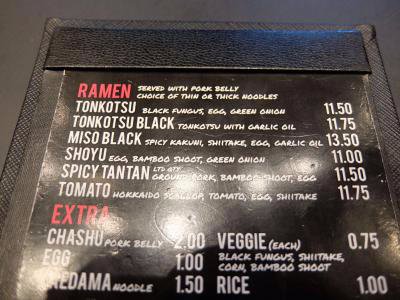 RAMEN SERVED WITH PORK BELLY
CHOICE OF THIN OR THICK NOODLES
TONKOTSU BLACK FUNGUS, EGG, GREEN ONION 11.50
TONKOTSU BLACK TONKOTSU WITH GARLIC OIL 11.75
MISO BLACK SPICY KAKUNI, SHIITAKE, EGG, GARLIC OIL 13.50
SHOYU EGG, BAMBOO SHOOT, GREEN ONION 11.00
SPICY TANTAN LTD QTY. GROUND PORK, BAMBOO SHOOT, EGG 11.50
TOMATO HOKKAIDO SCALLOP, TOMATO, EGG, SHIITAKE 11.75
EXTRA
CHASHU PORK BELLY 2.00 VEGGIE (EACH) 0.75
EGG 1.00 BLACK FUNGUS, SHIITAKE,
CORN, BAMBOO SHOOT
KEDAMA NOODLE 1.50 RICE 1.00